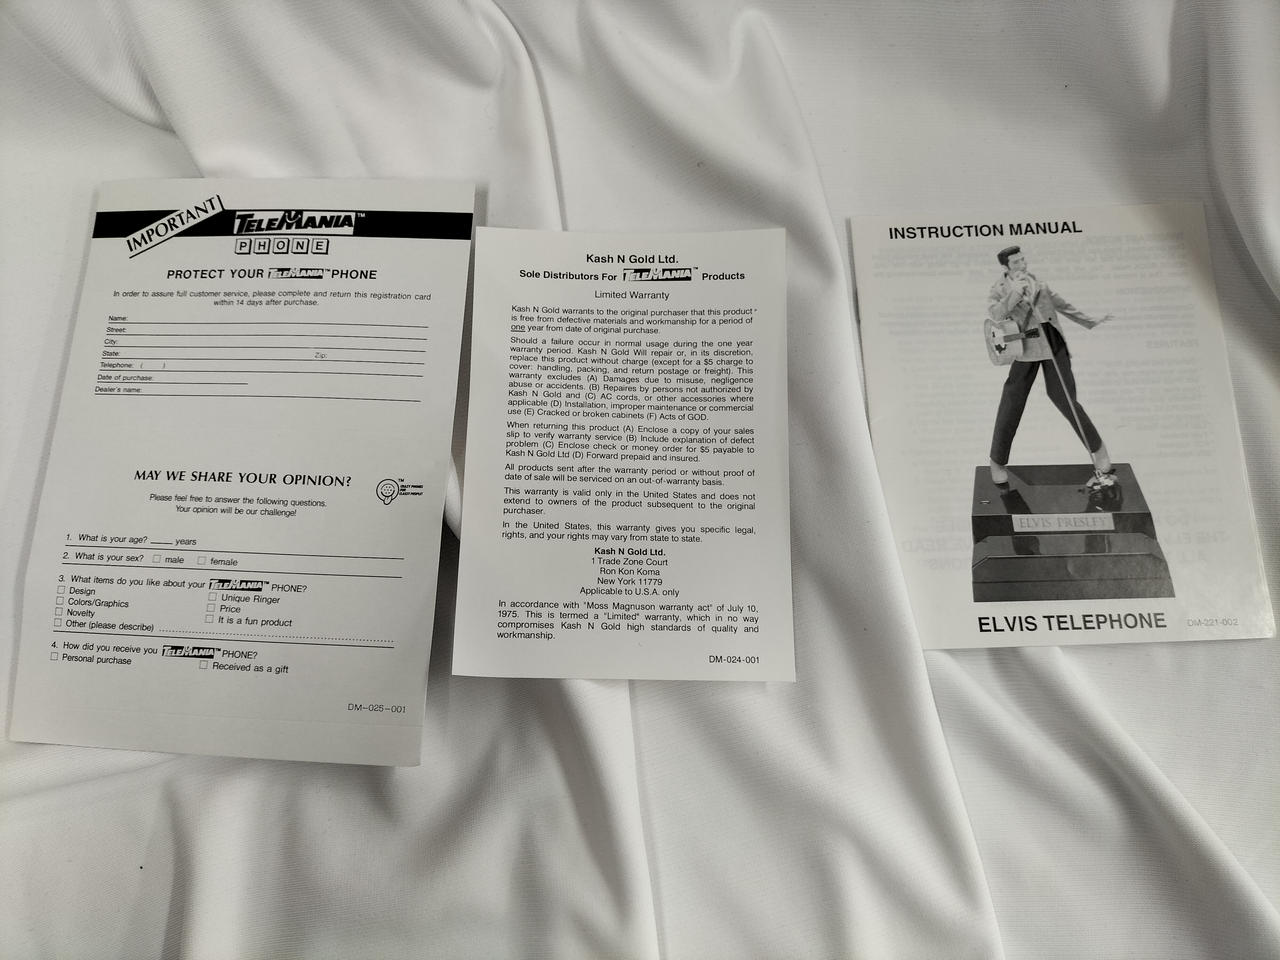 IMPORTANT
TELEMANIA™
PHONE
PROTECT YOUR TELEMANIA™ PHONE
In order to assure full customer service, please complete and return this registration card
within 14 days after purchase.
Name:
Street:
City:
State: Zip:
Telephone: ( )
Date of purchase:
Dealer's name:
MAY WE SHARE YOUR OPINION?
™
CRAZY PHONES
FOR
CLASSY PEOPLE!
Please feel free to answer the following questions.
Your opinion will be our challenge!
1. What is your age? _____ years
2. What is your sex? ☐ male ☐ female
3. What items do you like about your TELEMANIA™ PHONE?
☐ Design ☐ Unique Ringer
☐ Colors/Graphics ☐ Price
☐ Novelty ☐ It is a fun product
☐ Other (please describe)
4. How did you receive you TELEMANIA™ PHONE?
☐ Personal purchase ☐ Received as a gift
DM-025-001
Kash N Gold Ltd.
Sole Distributors For TELEMANIA™ Products
Limited Warranty
Kash N Gold warrants to the original purchaser that this product
is free from defective materials and workmanship for a period of
one year from date of original purchase.
Should a failure occur in normal usage during the one year
warranty period. Kash N Gold Will repair or, in its discretion,
replace this product without charge (except for a $5 charge to
cover: handling, packing, and return postage or freight). This
warranty excludes (A) Damages due to misuse, negligence
abuse or accidents. (B) Repaires by persons not authorized by
Kash N Gold and (C) AC cords, or other accessories where
applicable (D) Installation, improper maintenance or commercial
use (E) Cracked or broken cabinets (F) Acts of GOD.
When returning this product (A) Enclose a copy of your sales
slip to verify warranty service (B) Include explanation of defect
problem (C) Enclose check or money order for $5 payable to
Kash N Gold Ltd (D) Forward prepaid and insured.
All products sent after the warranty period or without proof of
date of sale will be serviced on an out-of-warranty basis.
This warranty is valid only in the United States and does not
extend to owners of the product subsequent to the original
purchaser.
In the United States, this warranty gives you specific legal,
rights, and your rights may vary from state to state.
Kash N Gold Ltd.
1 Trade Zone Court
Ron Kon Koma
New York 11779
Applicable to U.S.A. only
In accordance with "Moss Magnuson warranty act" of July 10,
1975. This is termed a "Limited" warranty, which in no way
compromises Kash N Gold high standards of quality and
workmanship.
DM-024-001
INSTRUCTION MANUAL
ELVIS PRESLEY
ELVIS TELEPHONE
DM-221-002